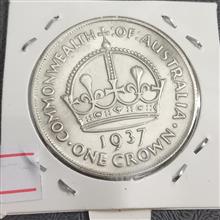 COMMONWEALTH OF AUSTRALIA
1937
· ONE CROWN ·